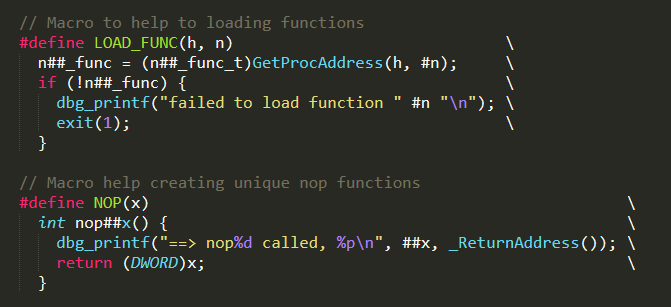 // Macro to help to loading functions
#define LOAD_FUNC(h, n) \
n##_func = (n##_func_t)GetProcAddress(h, #n); \
if (!n##_func) { \
dbg_printf("failed to load function " #n "\n"); \
exit(1); \
}
// Macro help creating unique nop functions
#define NOP(x) \
int nop##x() { \
dbg_printf("==> nop%d called, %p\n", ##x, _ReturnAddress()); \
return (DWORD)x; \
}